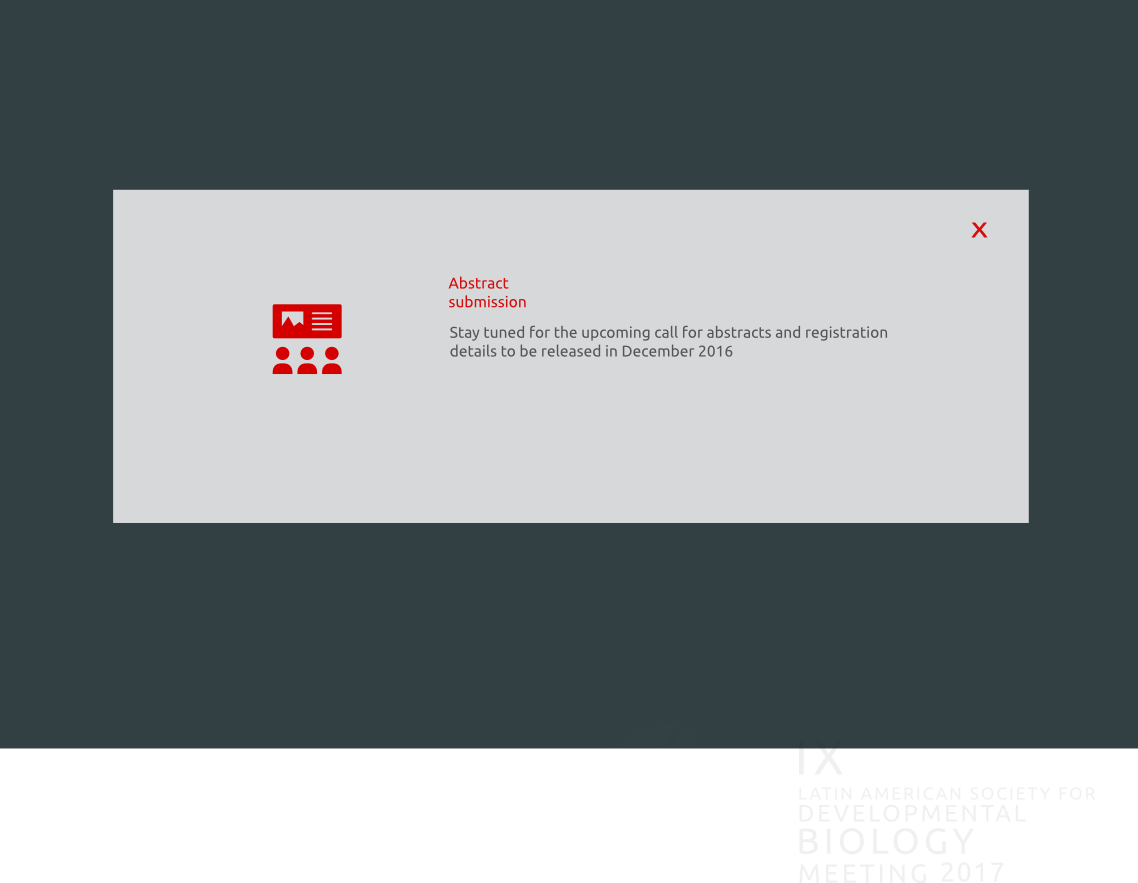 X
Abstract
submission
Stay tuned for the upcoming call for abstracts and registration
details to be released in December 2016
IX
LATIN AMERICAN SOCIETY FOR
DEVELOPMENTAL
BIOLOGY
MEETING 2017